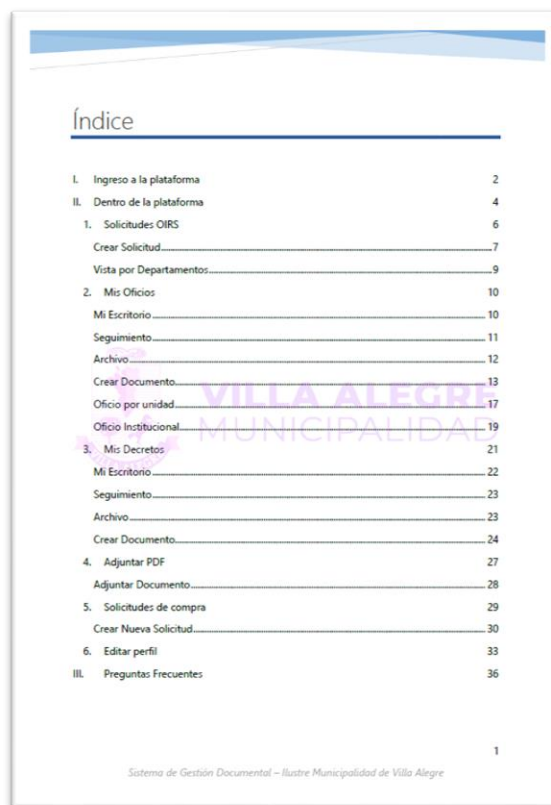 Índice
I. Ingreso a la plataforma 2
II. Dentro de la plataforma 4
1. Solicitudes OIRS 6
Crear Solicitud 7
Vista por Departamentos 9
2. Mis Oficios 10
Mi Escritorio 10
Seguimiento 11
Archivo 12
Crear Documento 13
Oficio por unidad 17
Oficio Institucional 19
VILLA ALEGRE
MUNICIPALIDAD
3. Mis Decretos 21
Mi Escritorio 22
Seguimiento 23
Archivo 23
Crear Documento 24
4. Adjuntar PDF 27
Adjuntar Documento 28
5. Solicitudes de compra 29
Crear Nueva Solicitud 30
6. Editar perfil 33
III. Preguntas Frecuentes 36
1
Sistema de Gestión Documental – Ilustre Municipalidad de Villa Alegre